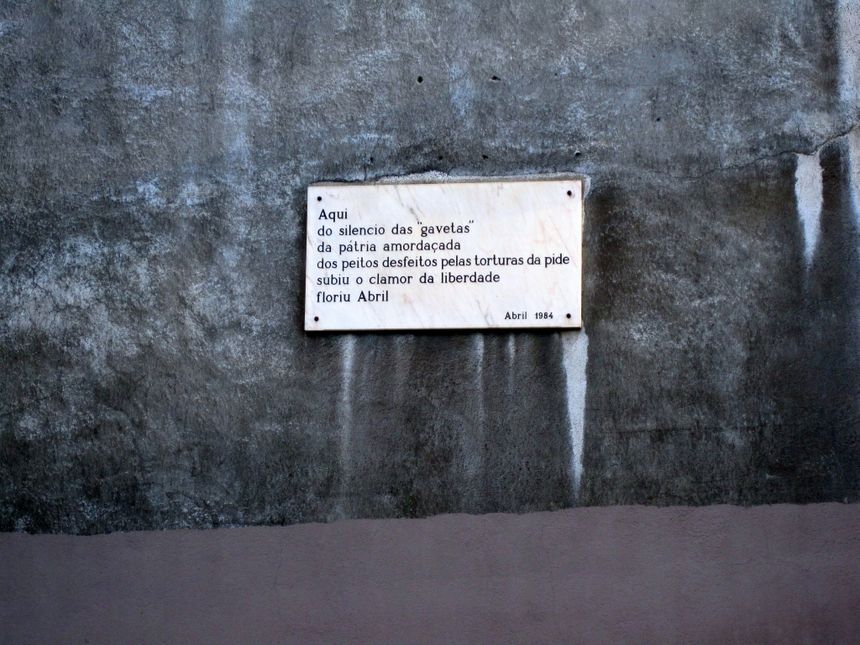 Aqui
do silencio das "gavetas"
da pátria amordaçada
dos peitos desfeitos pelas torturas da pide
subiu o clamor da liberdade
floriu Abril
Abril 1984